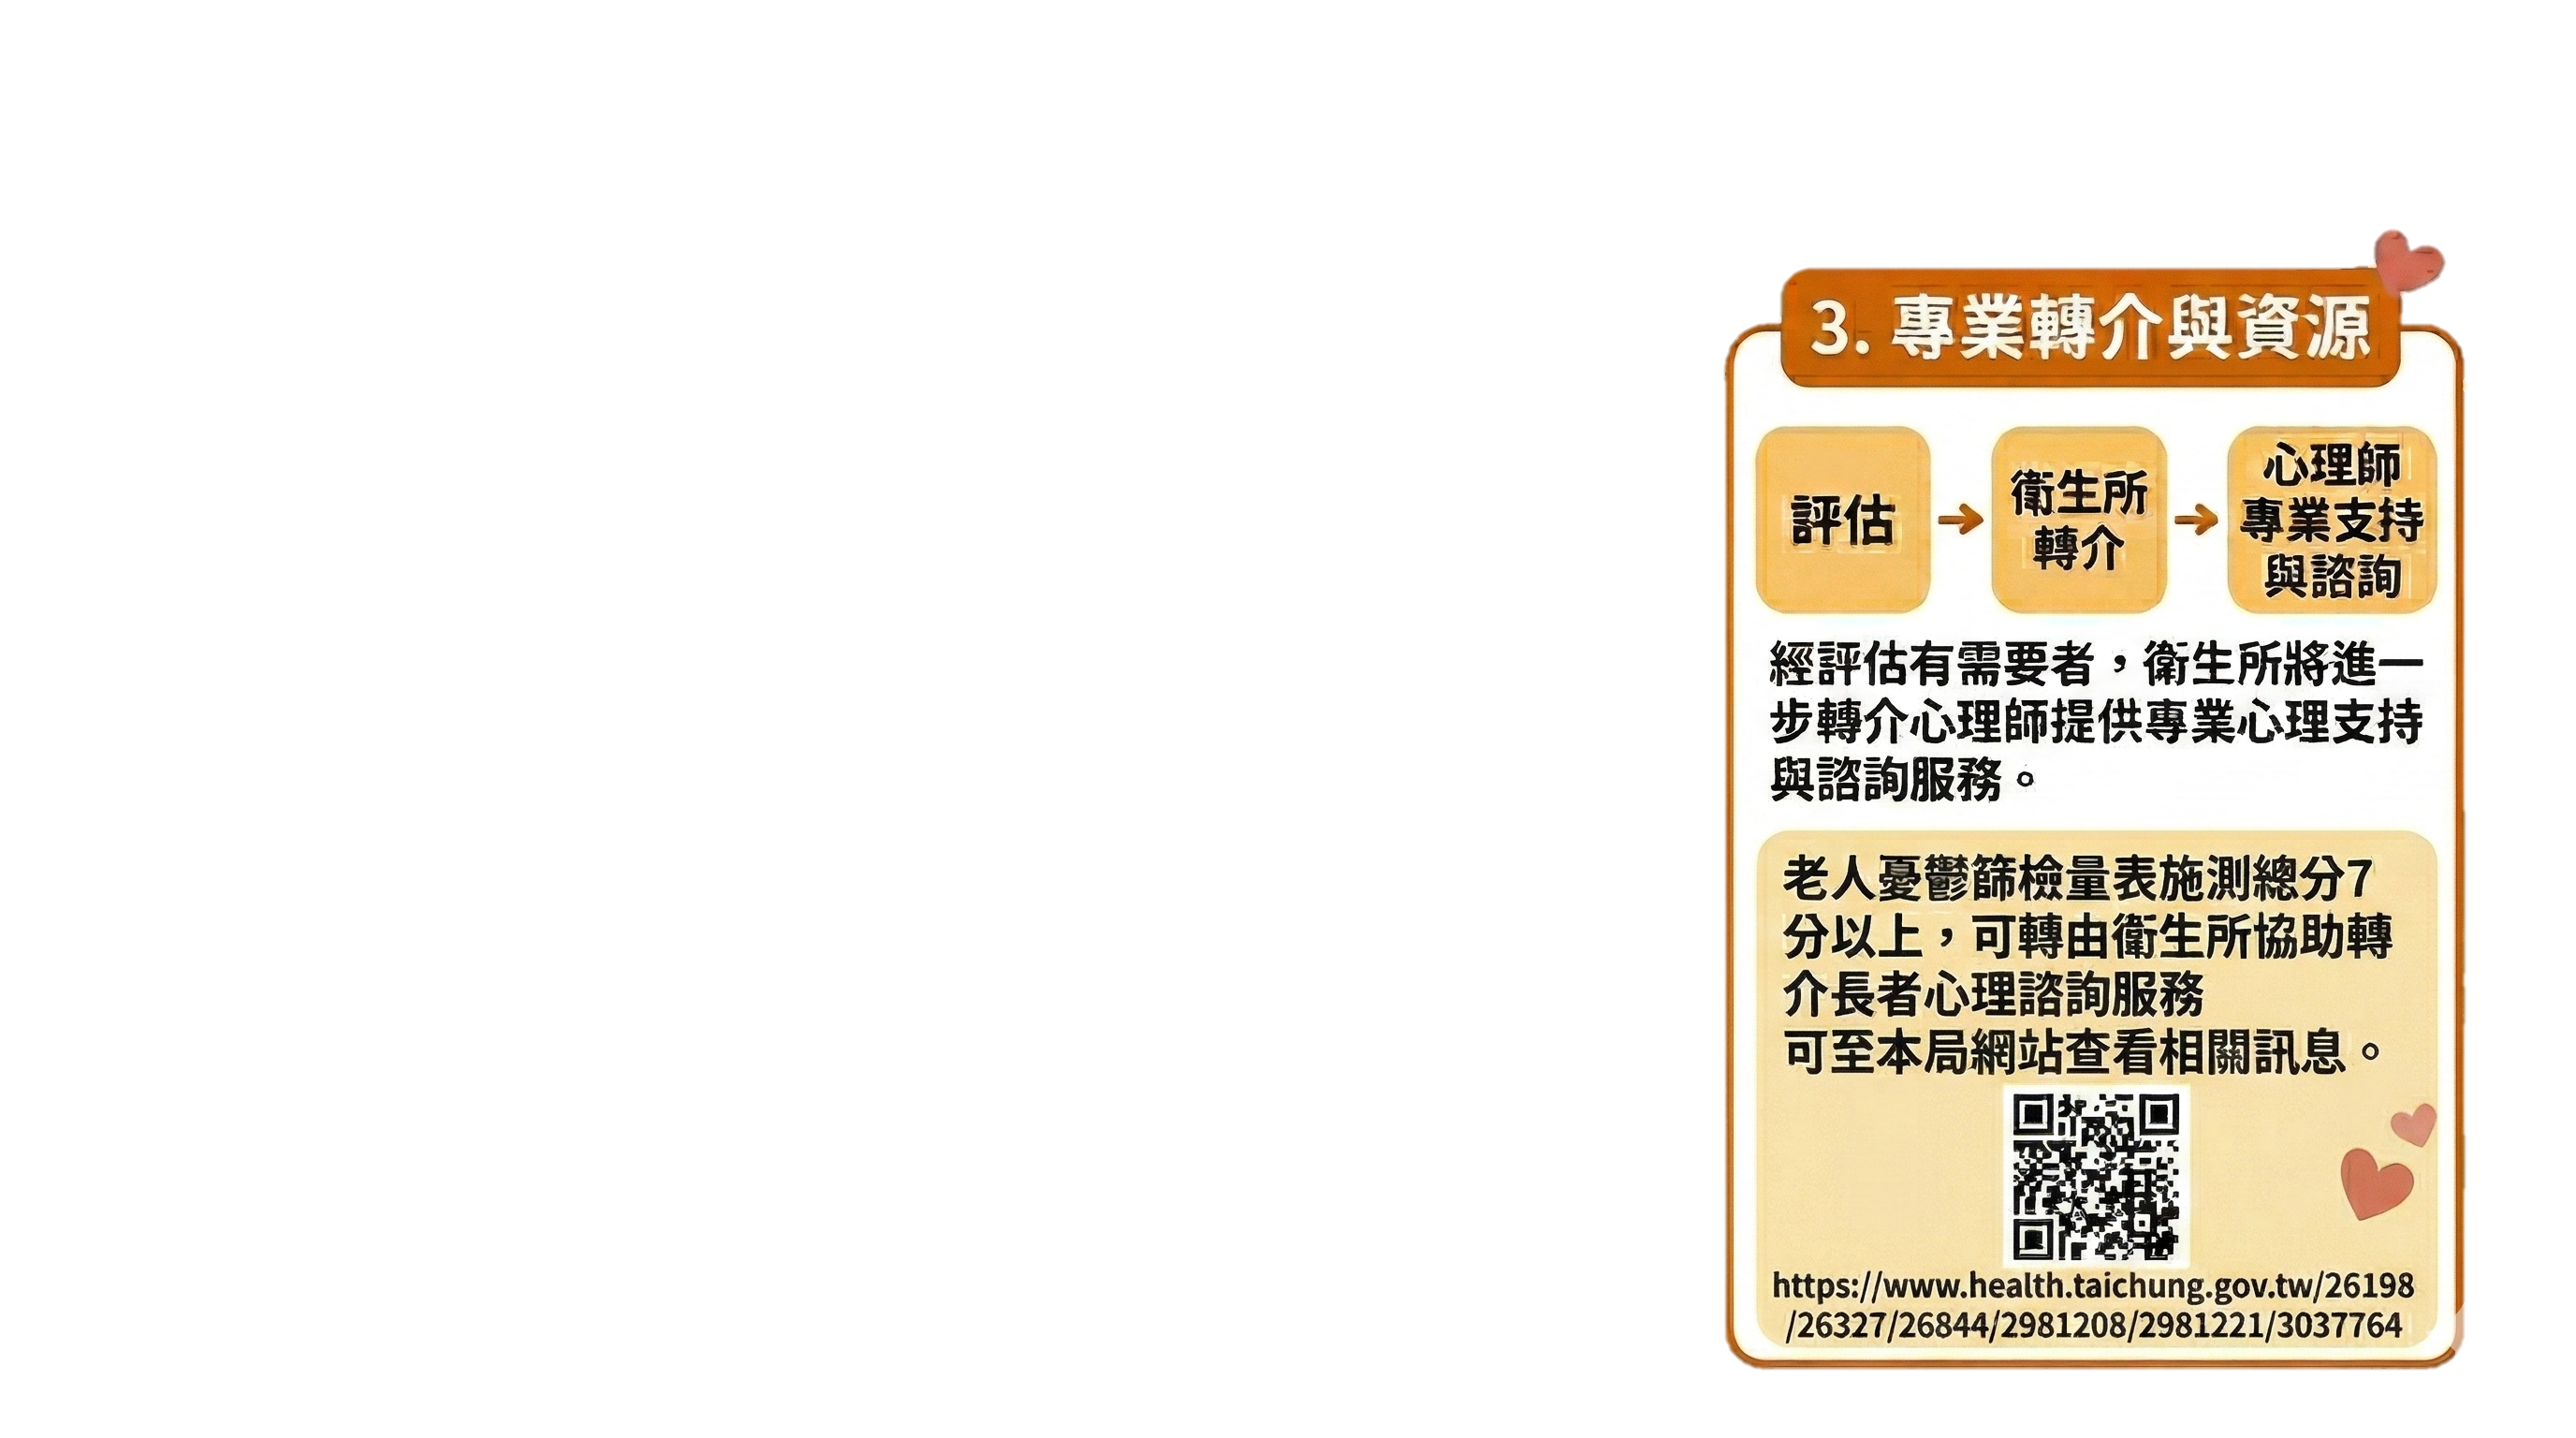 3. 專業轉介與資源
評估
衛生所
轉介
心理師
專業支持
與諮詢
經評估有需要者，衛生所將進一
步轉介心理師提供專業心理支持
與諮詢服務。
老人憂鬱篩檢量表施測總分7
分以上，可轉由衛生所協助轉
介長者心理諮詢服務
可至本局網站查看相關訊息。
https://www.health.taichung.gov.tw/26198
/26327/26844/2981208/2981221/3037764